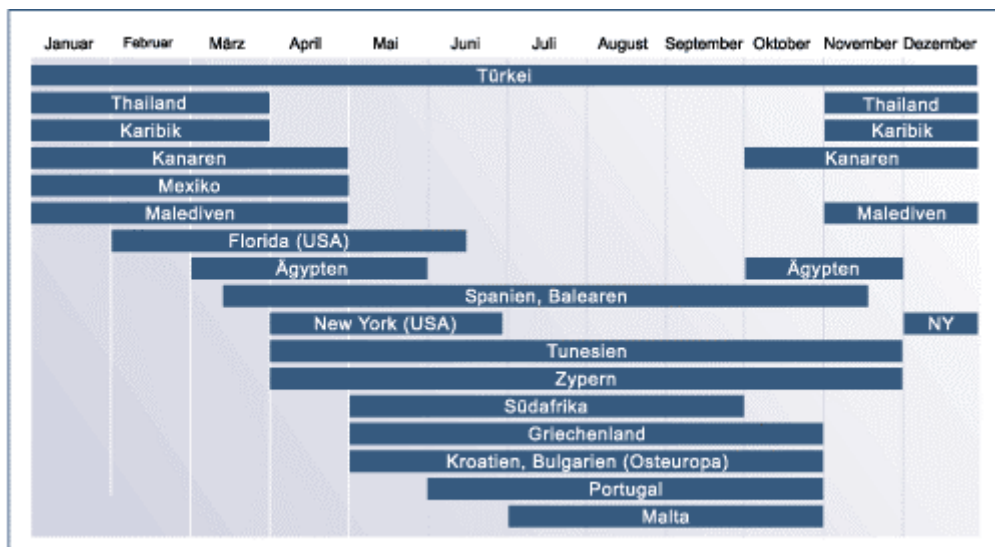 Januar Februar März April Mai Juni Juli August September Oktober November Dezember
Türkei
Thailand Thailand
Karibik Karibik
Kanaren Kanaren
Mexiko
Malediven Malediven
Florida (USA)
Ägypten Ägypten
Spanien, Balearen
New York (USA) NY
Tunesien
Zypern
Südafrika
Griechenland
Kroatien, Bulgarien (Osteuropa)
Portugal
Malta